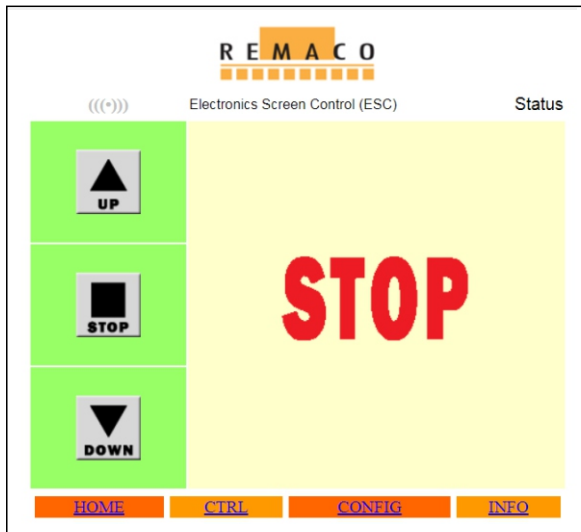 REMACO
Electronics Screen Control (ESC) Status
UP
STOP
STOP
DOWN
HOME CTRL CONFIG INFO